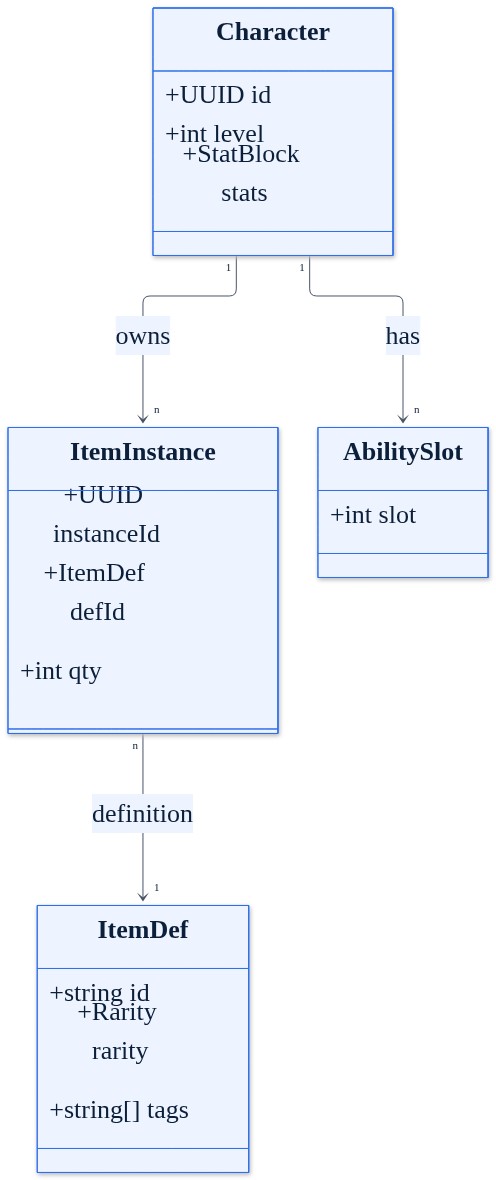 Character
+UUID id
+int level
+StatBlock
stats
1
1
owns
has
n
n
ItemInstance
+UUID
instanceId
+ItemDef
defId
+int qty
AbilitySlot
+int slot
n
definition
1
ItemDef
+string id
+Rarity
rarity
+string[] tags